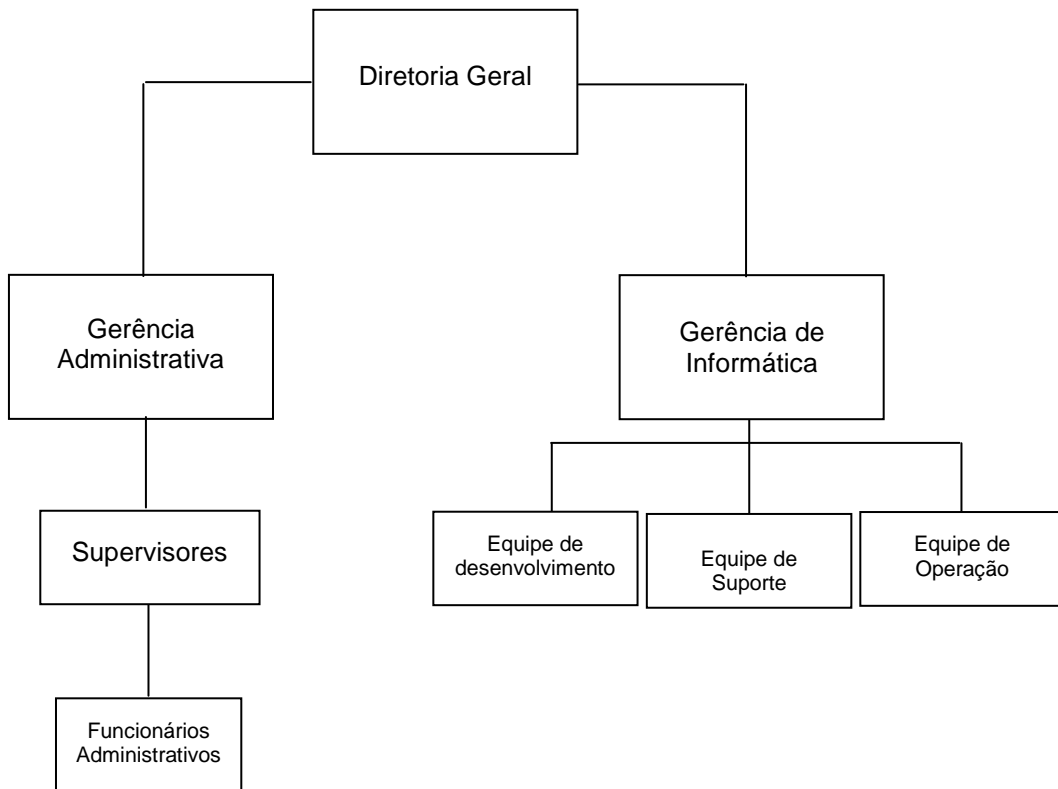 Diretoria Geral
Gerência
Administrativa
Gerência de
Informática
Supervisores
Equipe de
desenvolvimento
Equipe de
Suporte
Equipe de
Operação
Funcionários
Administrativos